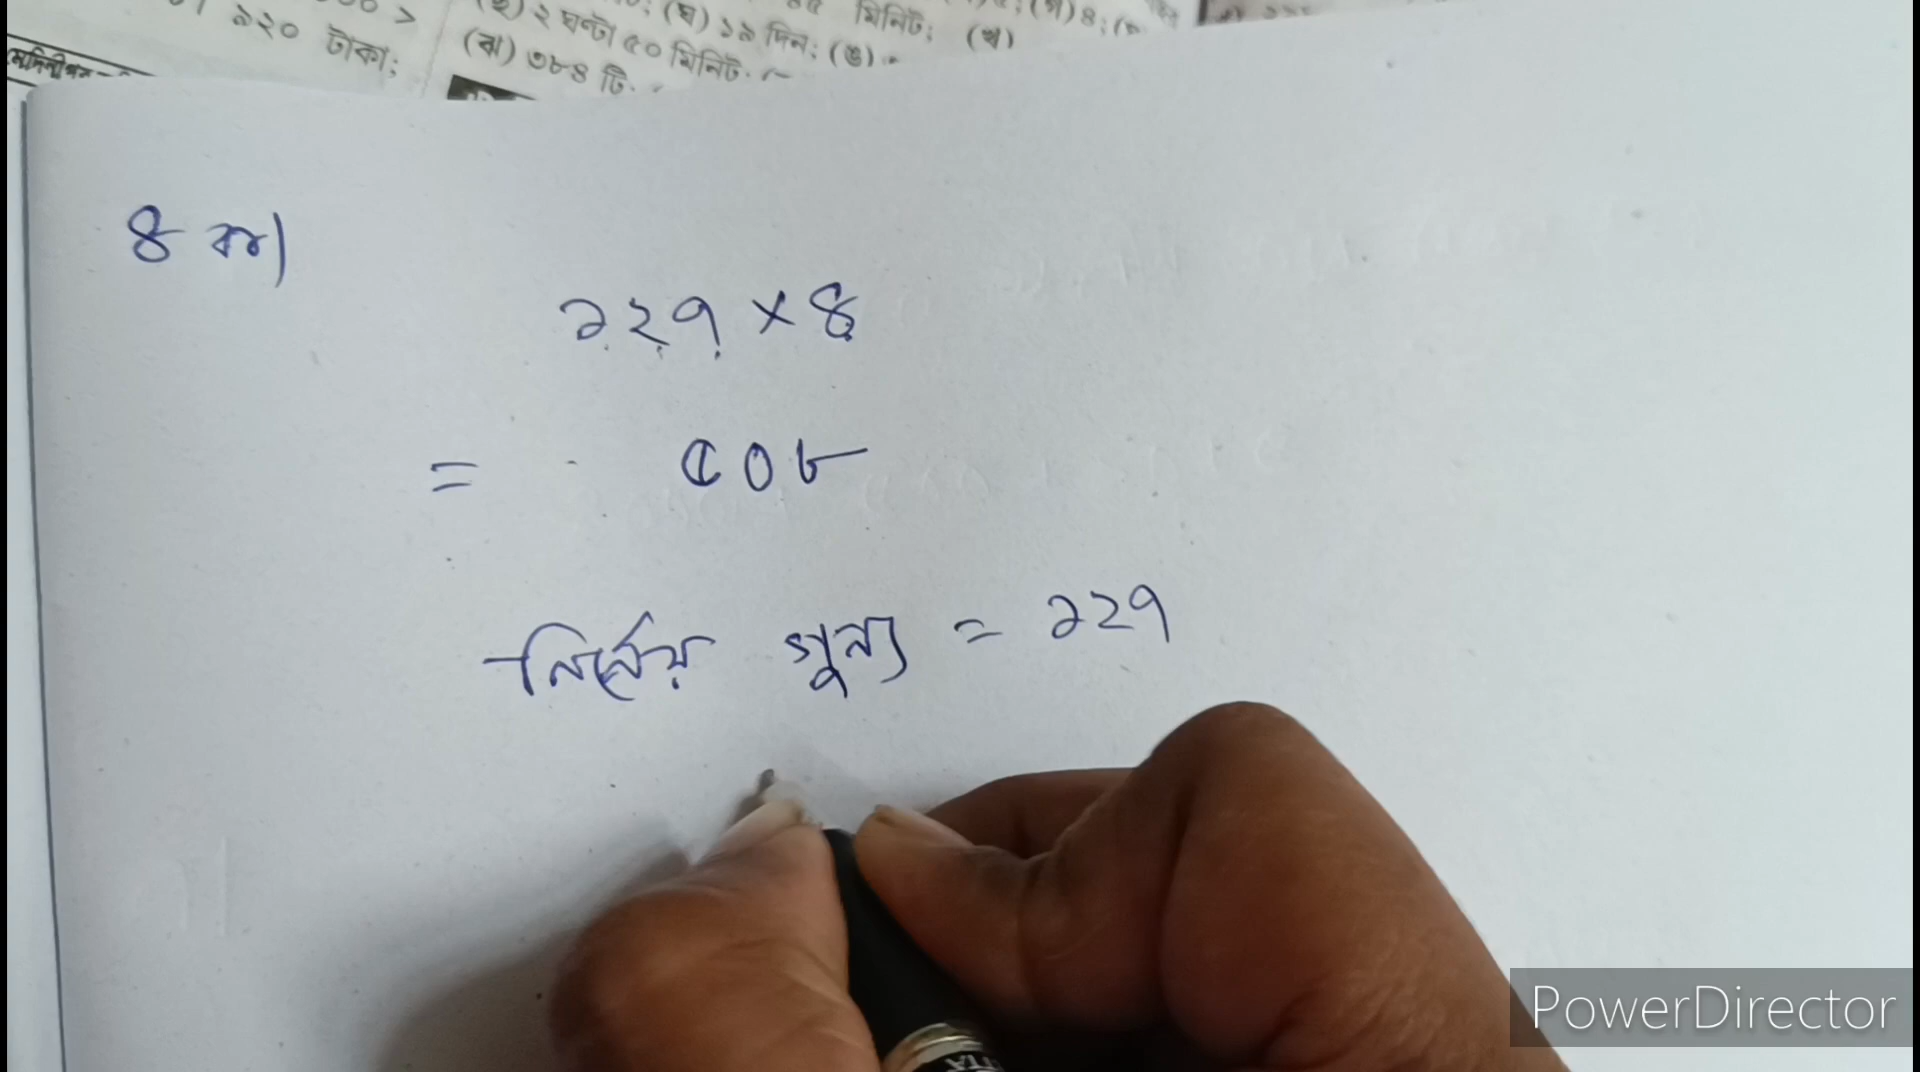 ১২০ টাকা;
২ ঘণ্টা ৫০ মিনিট; (ঘ) ১৯ দিন; (ঙ)
মিনিট; (খ)
(ঝ) ৩৮৪ টি
৪ ক)
১২৭ × ৪
= ৫০৮
নির্নেয় গুন্য = ১২৭
PowerDirector